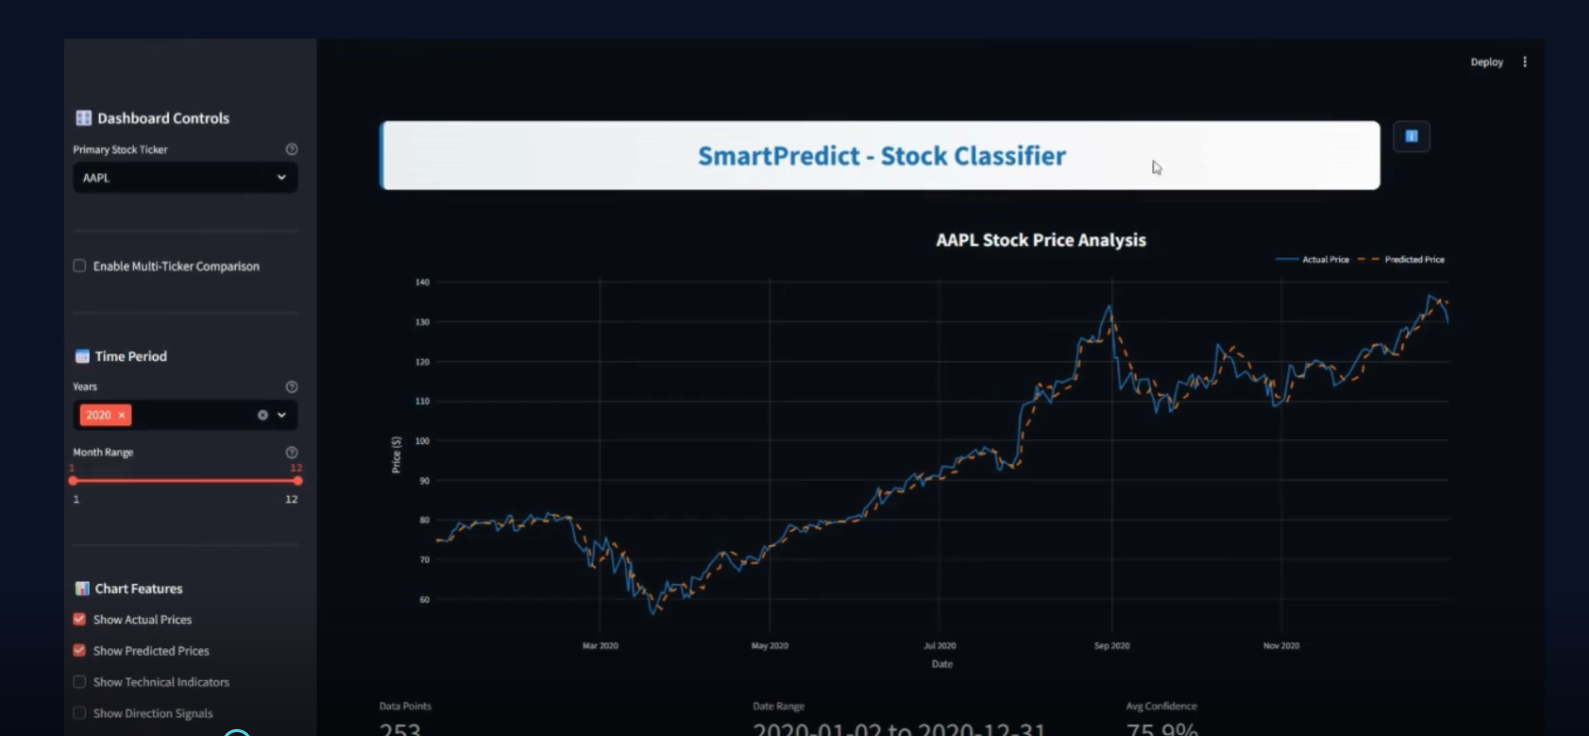 Deploy
Dashboard Controls
Primary Stock Ticker
AAPL
Enable Multi-Ticker Comparison
Time Period
Years
2020 ×
Month Range
1 12
1 12
Chart Features
Show Actual Prices
Show Predicted Prices
Show Technical Indicators
Show Direction Signals
SmartPredict - Stock Classifier
AAPL Stock Price Analysis
Actual Price Predicted Price
Price ($)
140
130
120
110
100
90
80
70
60
Mar 2020 May 2020 Jul 2020 Sep 2020 Nov 2020
Date
Data Points Date Range Avg Confidence
253 2020-01-02 to 2020-12-31 75.9%